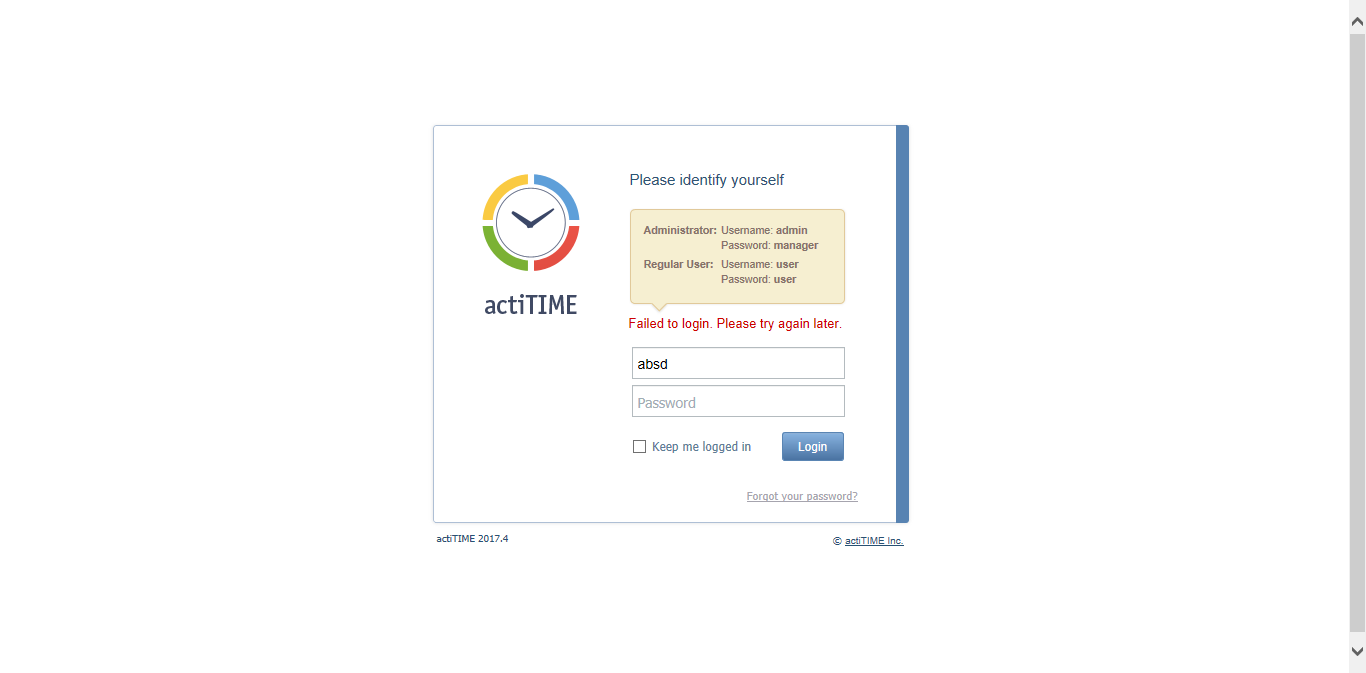 Please identify yourself
Administrator: Username: admin
Password: manager
Regular User: Username: user
Password: user
actiTIME
Failed to login. Please try again later.
absd
Password
Keep me logged in
Login
Forgot your password?
actiTIME 2017.4
© actiTIME Inc.